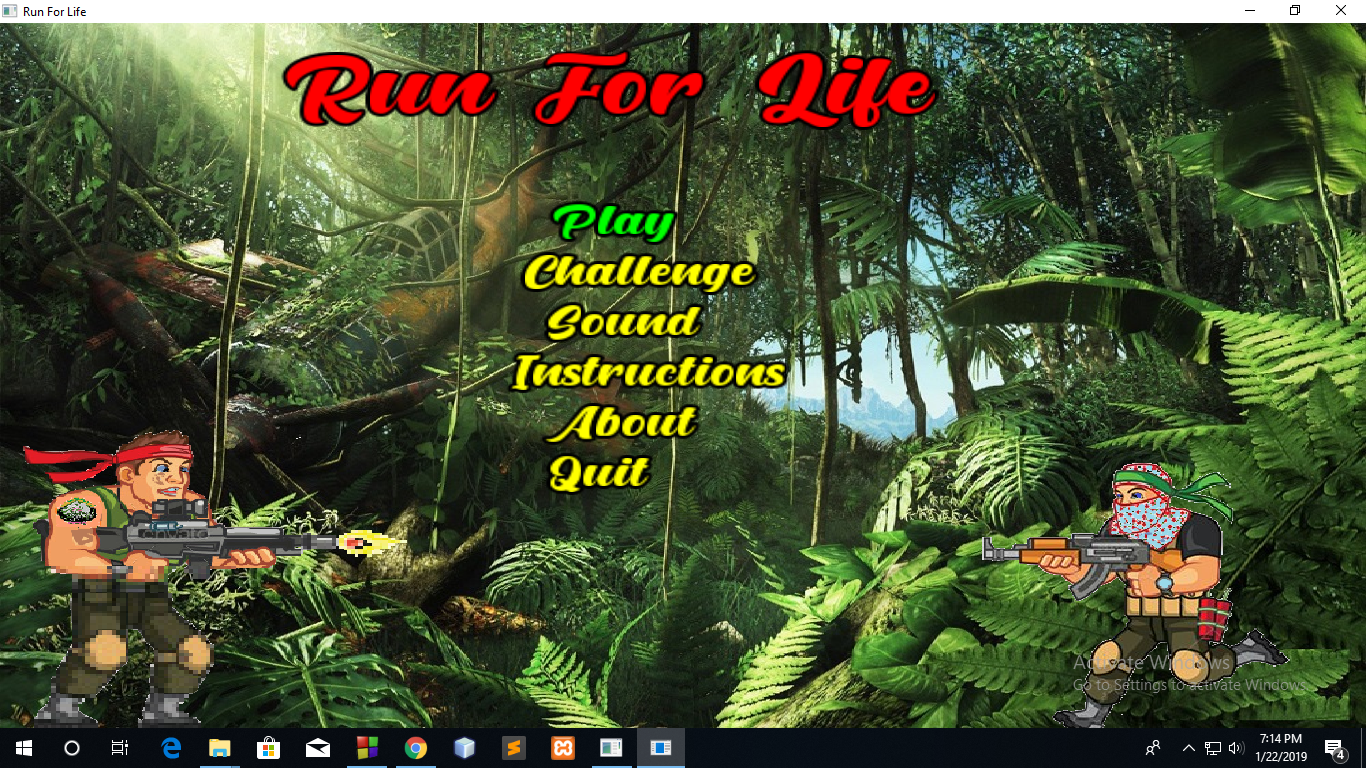 Run For Life
Run For Life
Play
Challenge
Sound
Instructions
About
Quit
Activate Windows
Go to Settings to activate Windows.
7:14 PM
1/22/2019
4